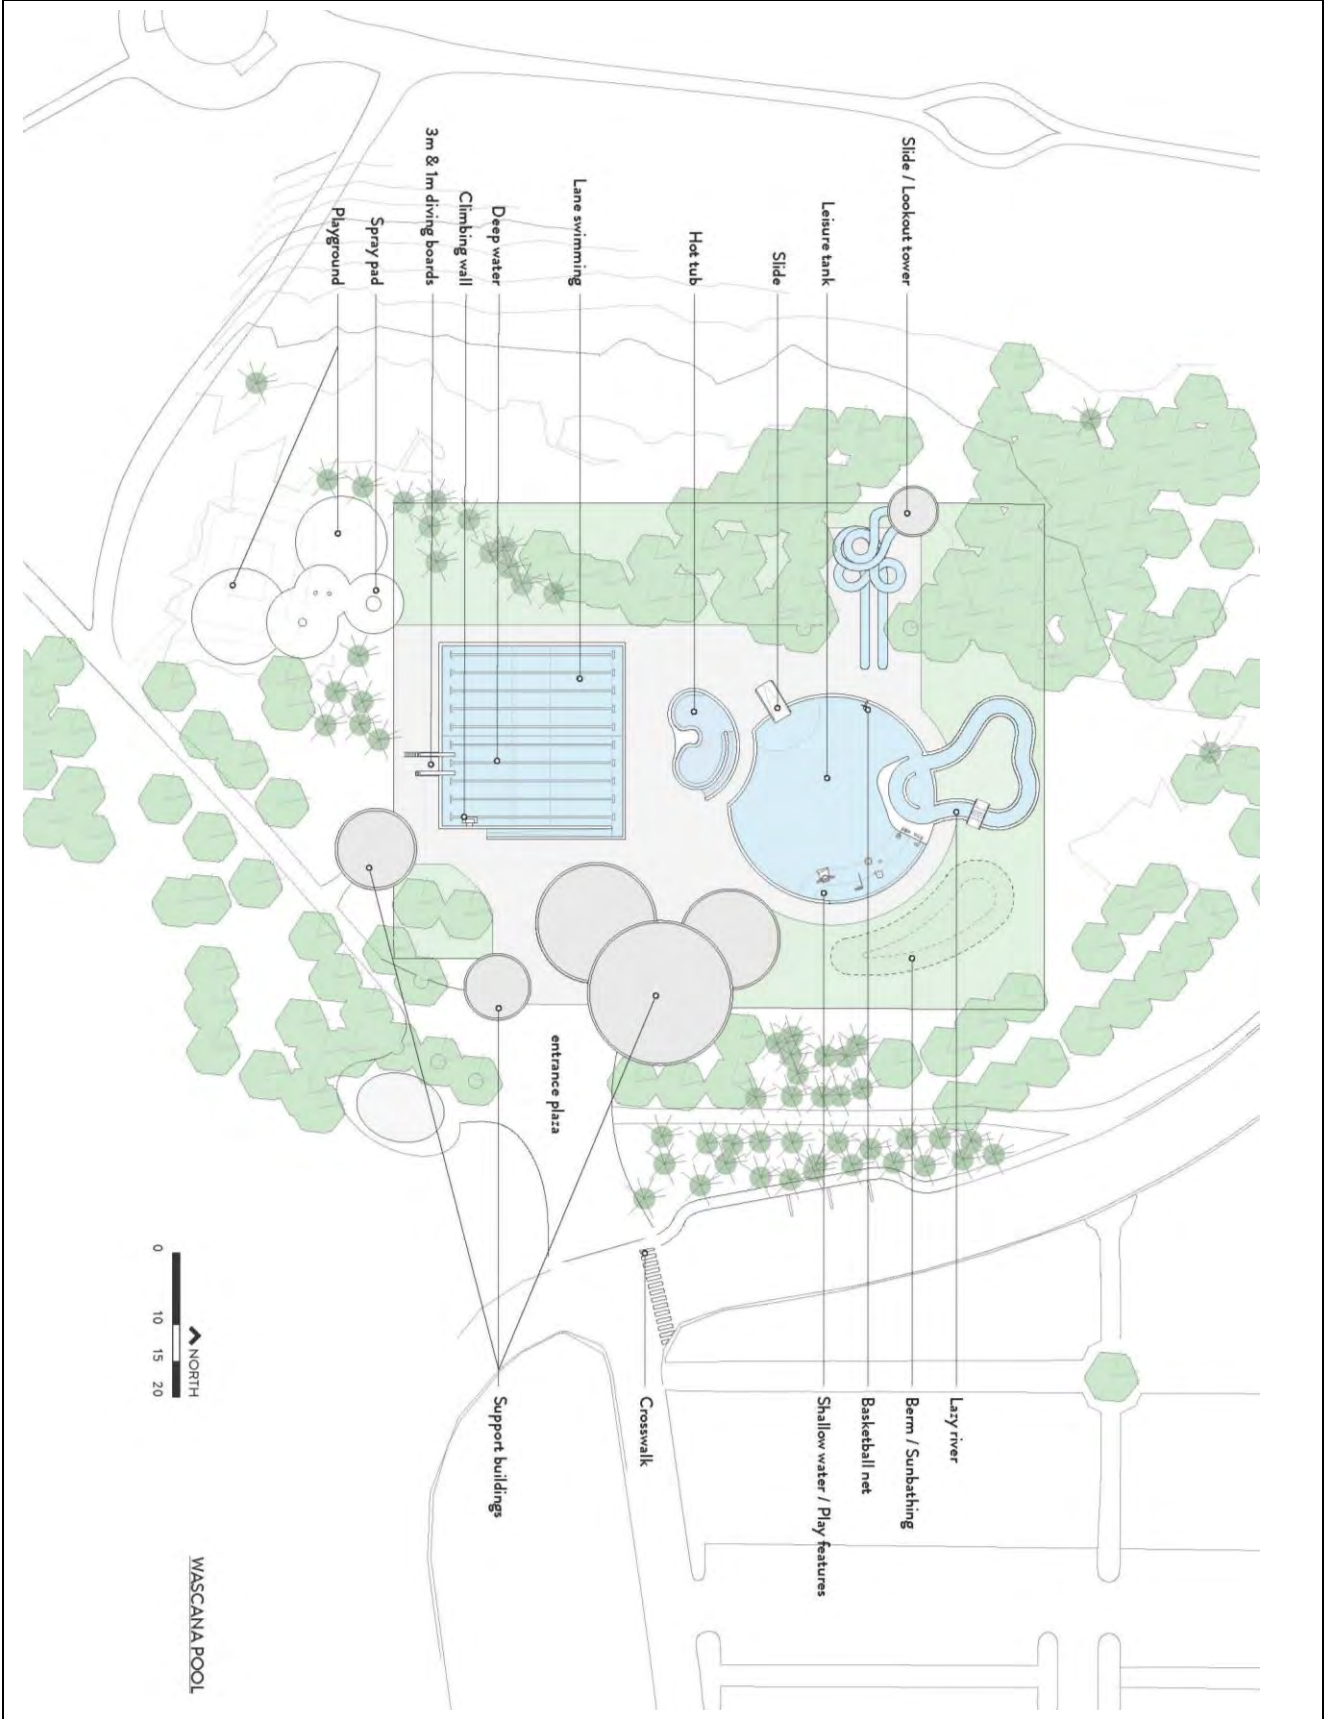 Slide / Lookout tower
Leisure tank
Slide
Hot tub
Lane swimming
Deep water
Climbing wall
3m & 1m diving boards
Spray pad
Playground
entrance plaza
Lazy river
Berm / Sunbathing
Basketball net
Shallow water / Play features
Crosswalk
Support buildings
NORTH
0 10 15 20
WASCANA POOL